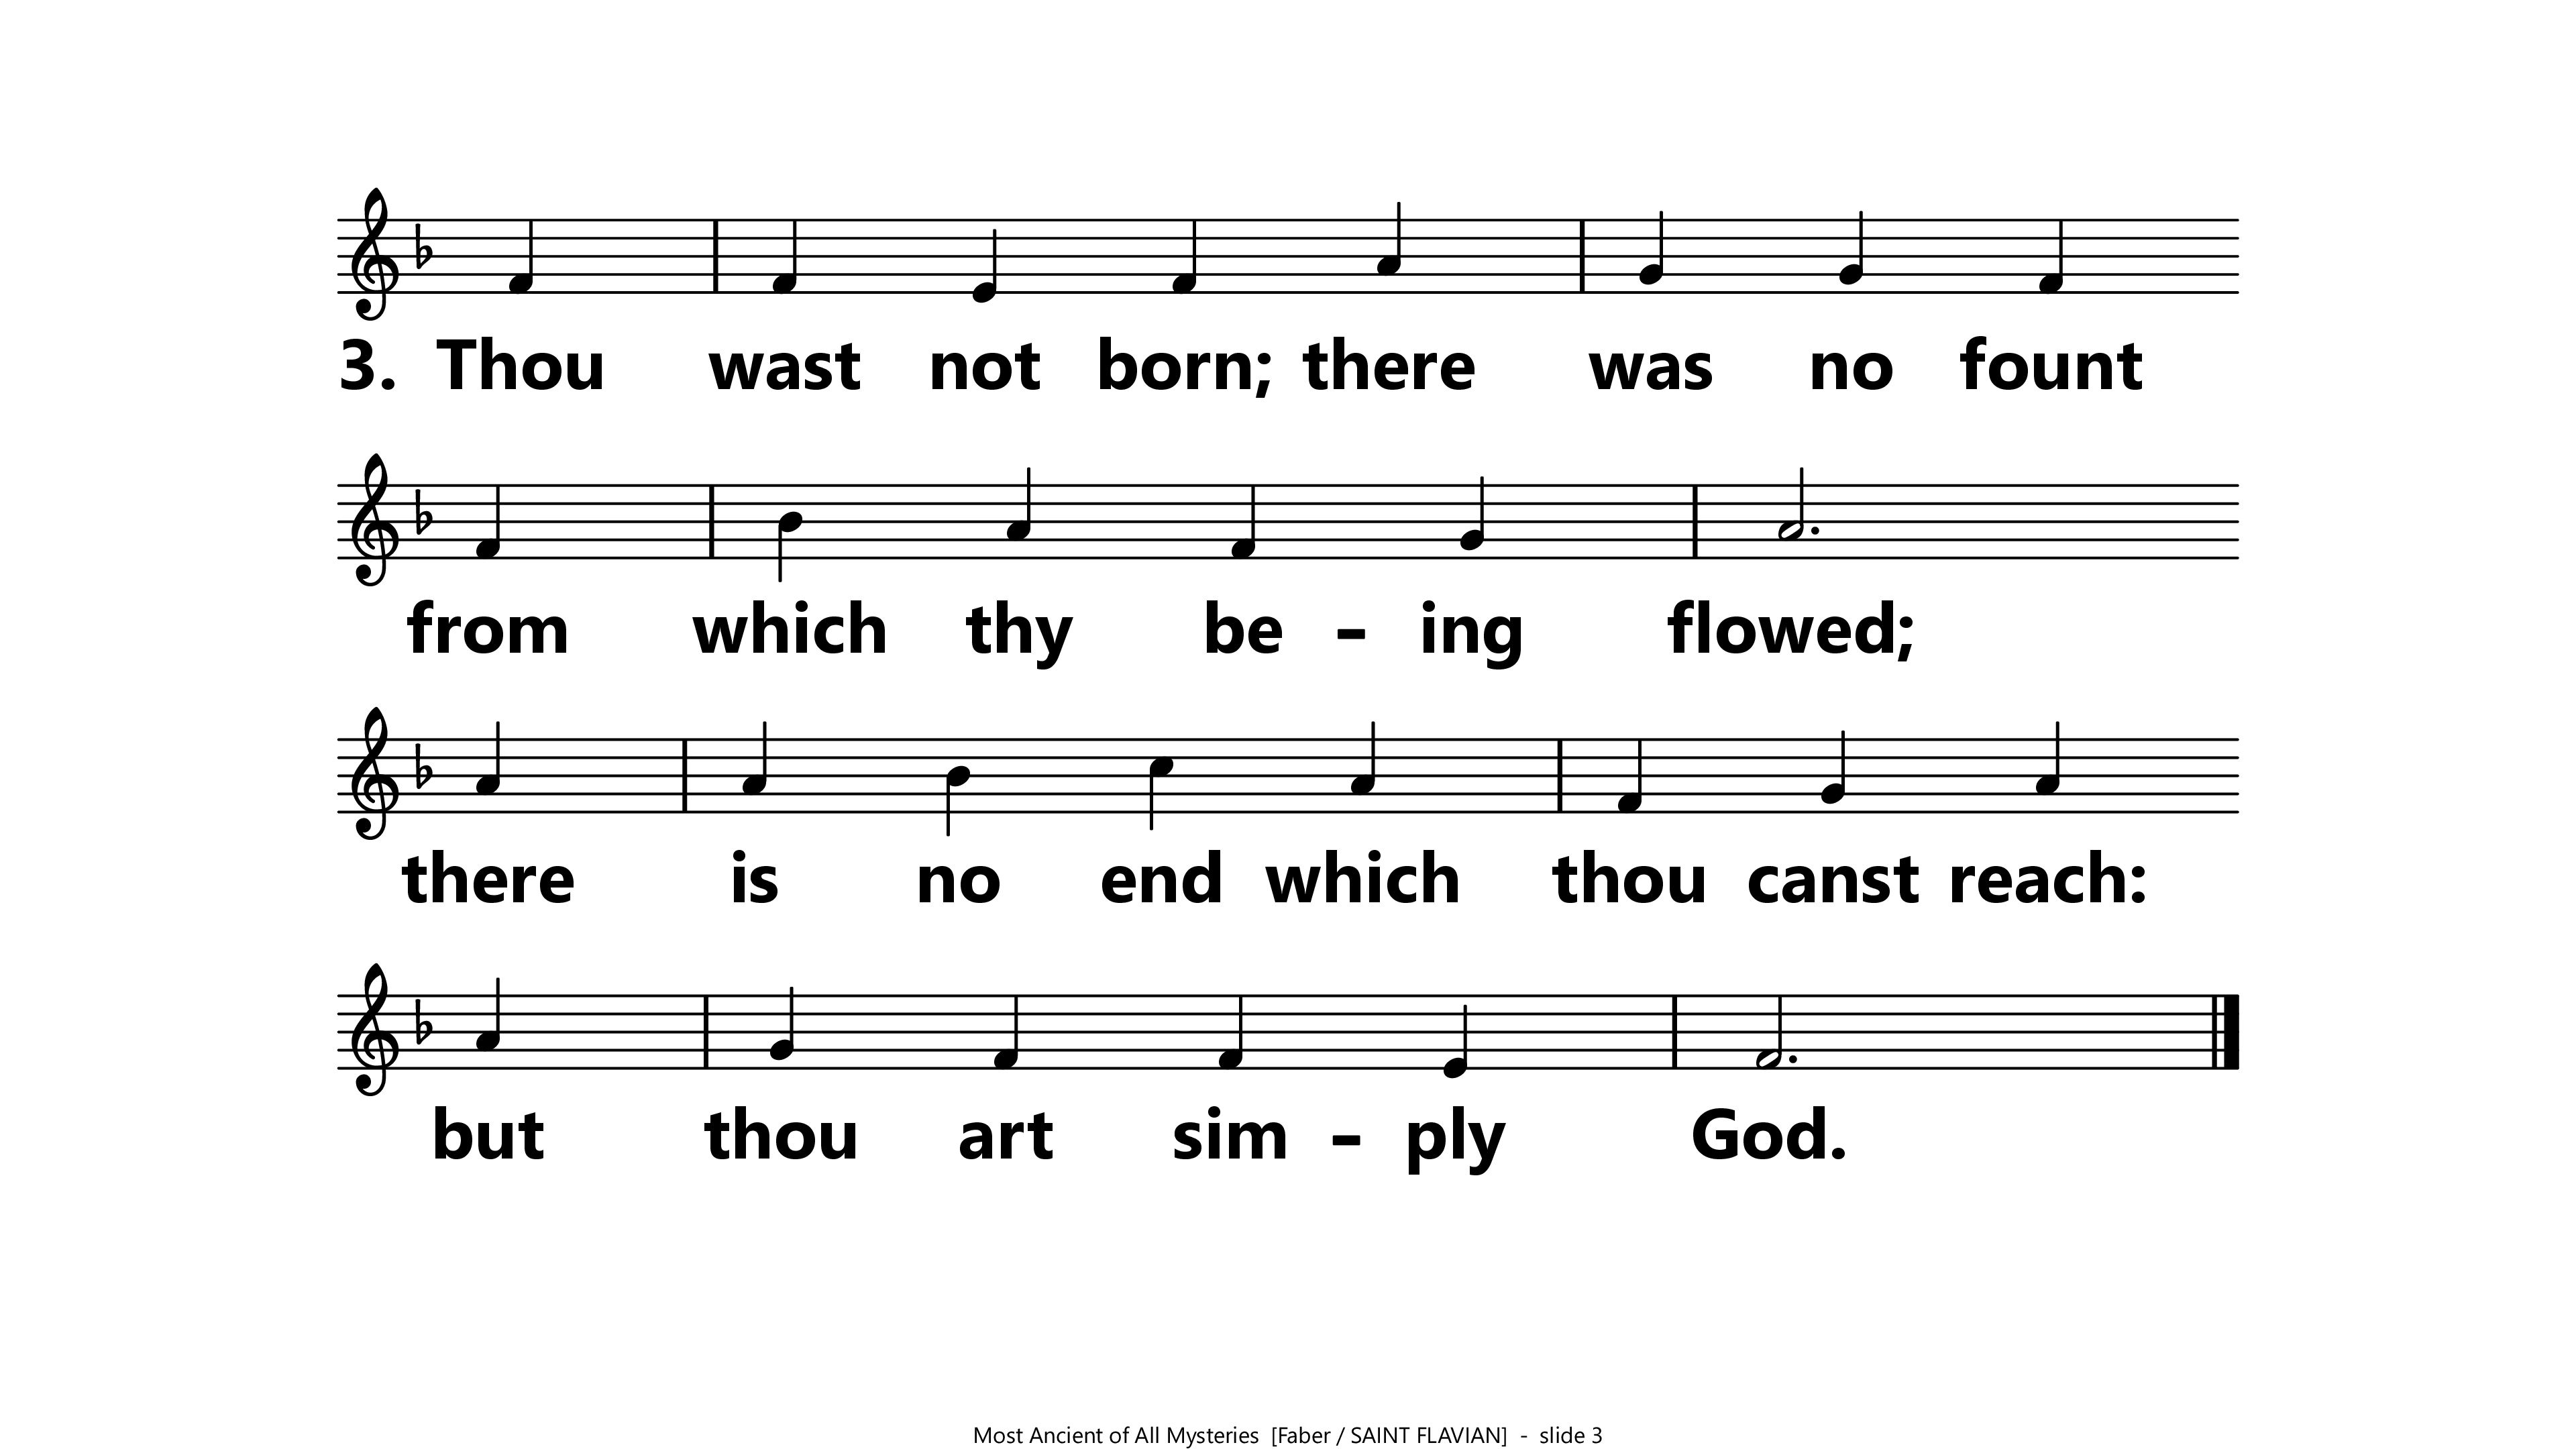 3. Thou wast not born; there was no fount
from which thy be - ing flowed;
there is no end which thou canst reach:
but thou art sim - ply God.
Most Ancient of All Mysteries [Faber / SAINT FLAVIAN] - slide 3